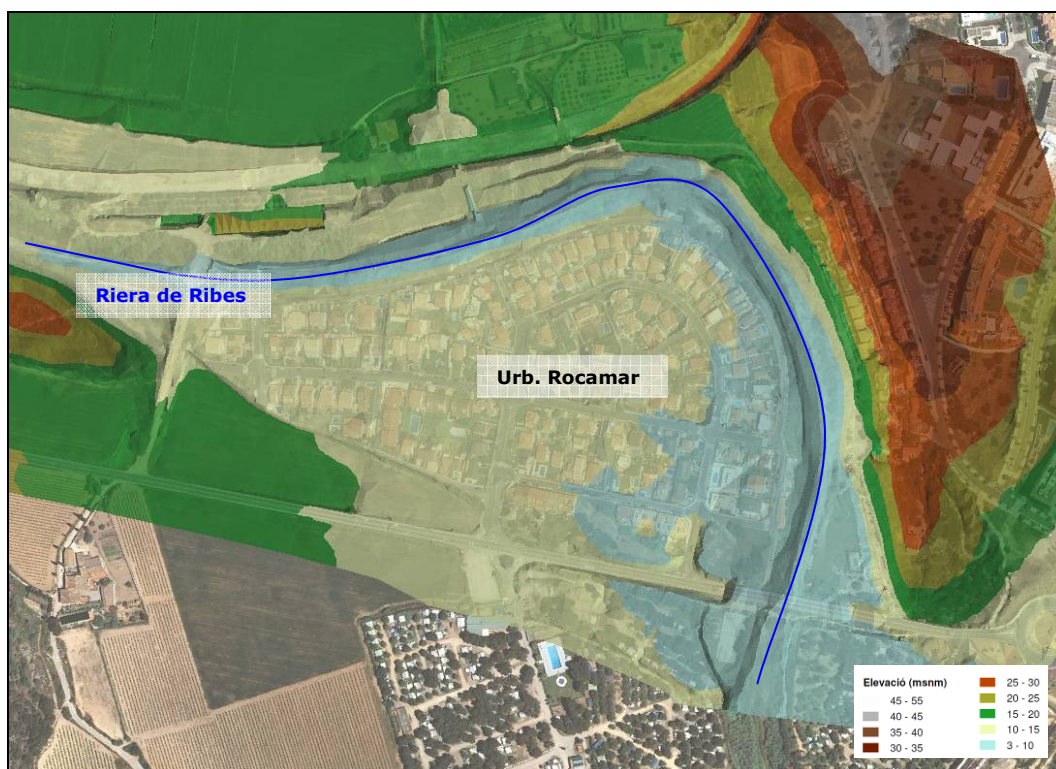 Riera de Ribes
Urb. Rocamar
Elevació (msnm)
45 - 55
40 - 45
35 - 40
30 - 35
25 - 30
20 - 25
15 - 20
10 - 15
3 - 10